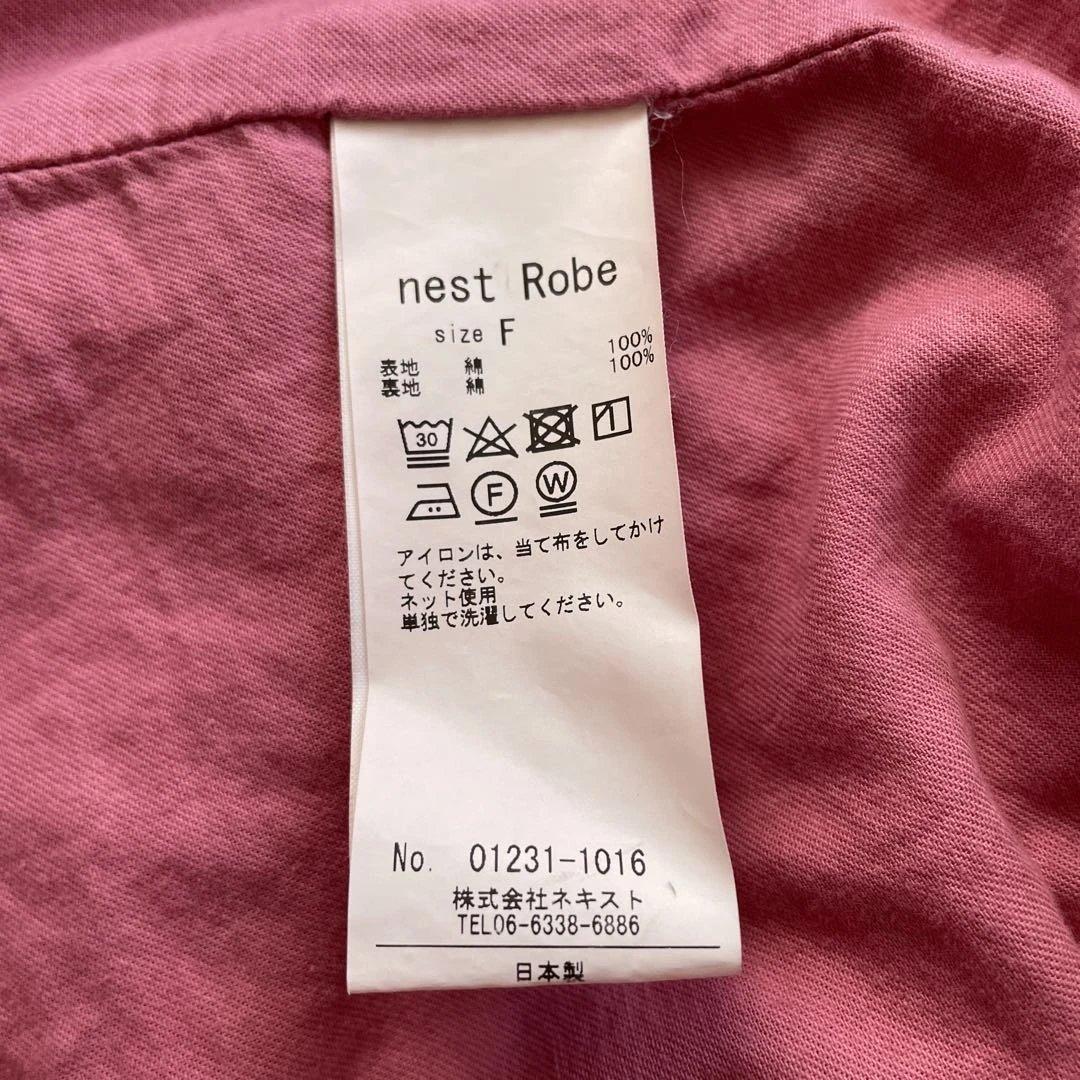 nest Robe
size F
表地 綿 100%
裏地 綿 100%
30
F W
アイロンは、当て布をしてかけ
てください。
ネット使用
単独で洗濯してください。
No. 01231-1016
株式会社ネキスト
TEL06-6338-6886
日本製